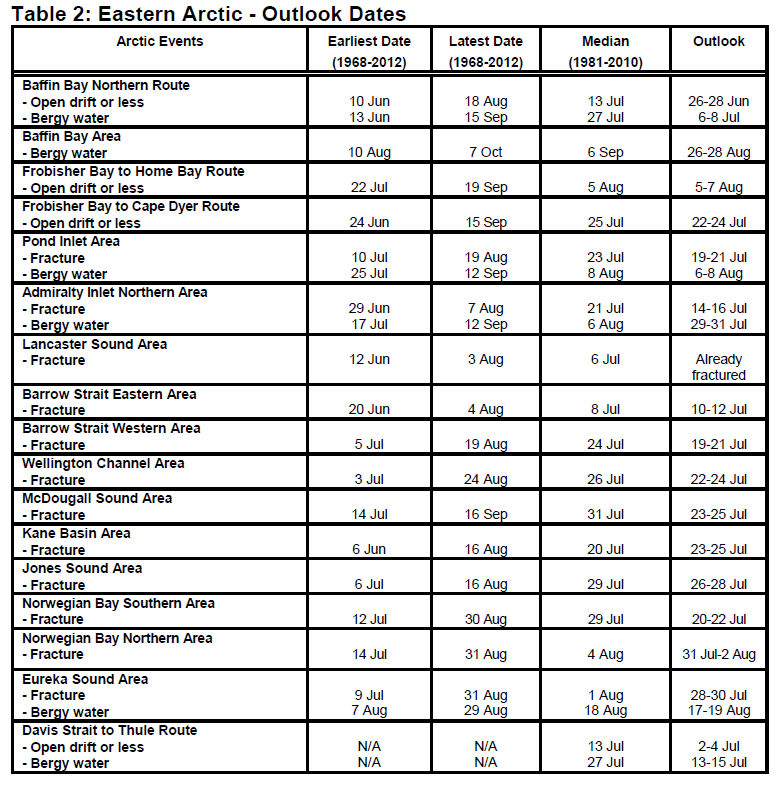 Table 2: Eastern Arctic - Outlook Dates
Arctic Events Earliest Date Latest Date Median Outlook
(1968-2012) (1968-2012) (1981-2010)
Baffin Bay Northern Route
- Open drift or less 10 Jun 18 Aug 13 Jul 26-28 Jun
- Bergy water 13 Jun 15 Sep 27 Jul 6-8 Jul
Baffin Bay Area
- Bergy water 10 Aug 7 Oct 6 Sep 26-28 Aug
Frobisher Bay to Home Bay Route
- Open drift or less 22 Jul 19 Sep 5 Aug 5-7 Aug
Frobisher Bay to Cape Dyer Route
- Open drift or less 24 Jun 15 Sep 25 Jul 22-24 Jul
Pond Inlet Area
- Fracture 10 Jul 19 Aug 23 Jul 19-21 Jul
- Bergy water 25 Jul 12 Sep 8 Aug 6-8 Aug
Admiralty Inlet Northern Area
- Fracture 29 Jun 7 Aug 21 Jul 14-16 Jul
- Bergy water 17 Jul 12 Sep 6 Aug 29-31 Jul
Lancaster Sound Area
- Fracture 12 Jun 3 Aug 6 Jul Already
fractured
Barrow Strait Eastern Area
- Fracture 20 Jun 4 Aug 8 Jul 10-12 Jul
Barrow Strait Western Area
- Fracture 5 Jul 19 Aug 24 Jul 19-21 Jul
Wellington Channel Area
- Fracture 3 Jul 24 Aug 26 Jul 22-24 Jul
McDougall Sound Area
- Fracture 14 Jul 16 Sep 31 Jul 23-25 Jul
Kane Basin Area
- Fracture 6 Jun 16 Aug 20 Jul 23-25 Jul
Jones Sound Area
- Fracture 6 Jul 16 Aug 29 Jul 26-28 Jul
Norwegian Bay Southern Area
- Fracture 12 Jul 30 Aug 29 Jul 20-22 Jul
Norwegian Bay Northern Area
- Fracture 14 Jul 31 Aug 4 Aug 31 Jul-2 Aug
Eureka Sound Area
- Fracture 9 Jul 31 Aug 1 Aug 28-30 Jul
- Bergy water 7 Aug 29 Aug 18 Aug 17-19 Aug
Davis Strait to Thule Route
- Open drift or less N/A N/A 13 Jul 2-4 Jul
- Bergy water N/A N/A 27 Jul 13-15 Jul